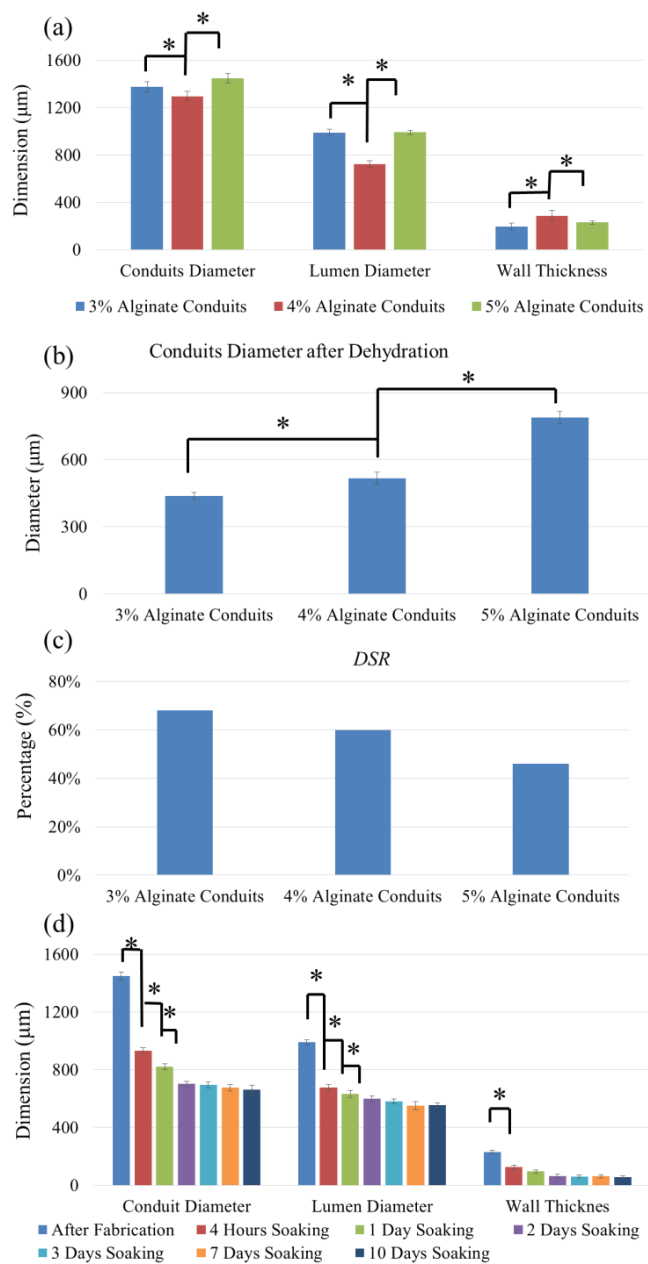 (a)
Dimension (μm)
1600
1200
800
400
0
* * * * * *
Conduits Diameter Lumen Diameter Wall Thickness
3% Alginate Conduits 4% Alginate Conduits 5% Alginate Conduits
(b) Conduits Diameter after Dehydration
Diameter (μm)
900
600
300
0
* *
3% Alginate Conduits 4% Alginate Conduits 5% Alginate Conduits
(c)
DSR
Percentage (%)
80%
60%
40%
20%
0%
3% Alginate Conduits 4% Alginate Conduits 5% Alginate Conduits
(d)
Dimension (μm)
1600
1200
800
400
0
* * * * * * *
Conduit Diameter Lumen Diameter Wall Thicknes
After Fabrication 4 Hours Soaking 1 Day Soaking 2 Days Soaking
3 Days Soaking 7 Days Soaking 10 Days Soaking